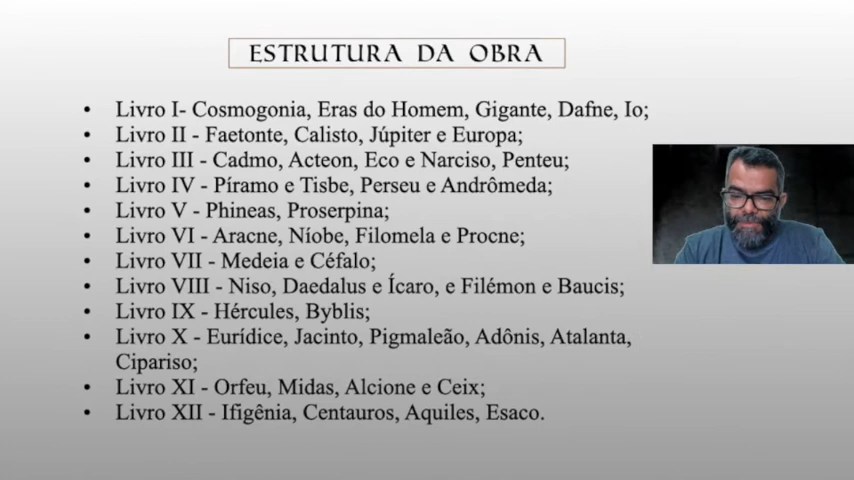 ESTRUTURA DA OBRA
• Livro I- Cosmogonia, Eras do Homem, Gigante, Dafne, Io;
• Livro II - Faetonte, Calisto, Júpiter e Europa;
• Livro III - Cadmo, Acteon, Eco e Narciso, Penteu;
• Livro IV - Píramo e Tisbe, Perseu e Andrômeda;
• Livro V - Phineas, Proserpina;
• Livro VI - Aracne, Níobe, Filomela e Procne;
• Livro VII - Medeia e Céfalo;
• Livro VIII - Niso, Daedalus e Ícaro, e Filémon e Baucis;
• Livro IX - Hércules, Byblis;
• Livro X - Eurídice, Jacinto, Pigmaleão, Adônis, Atalanta,
Cipariso;
• Livro XI - Orfeu, Midas, Alcione e Ceix;
• Livro XII - Ifigênia, Centauros, Aquiles, Esaco.